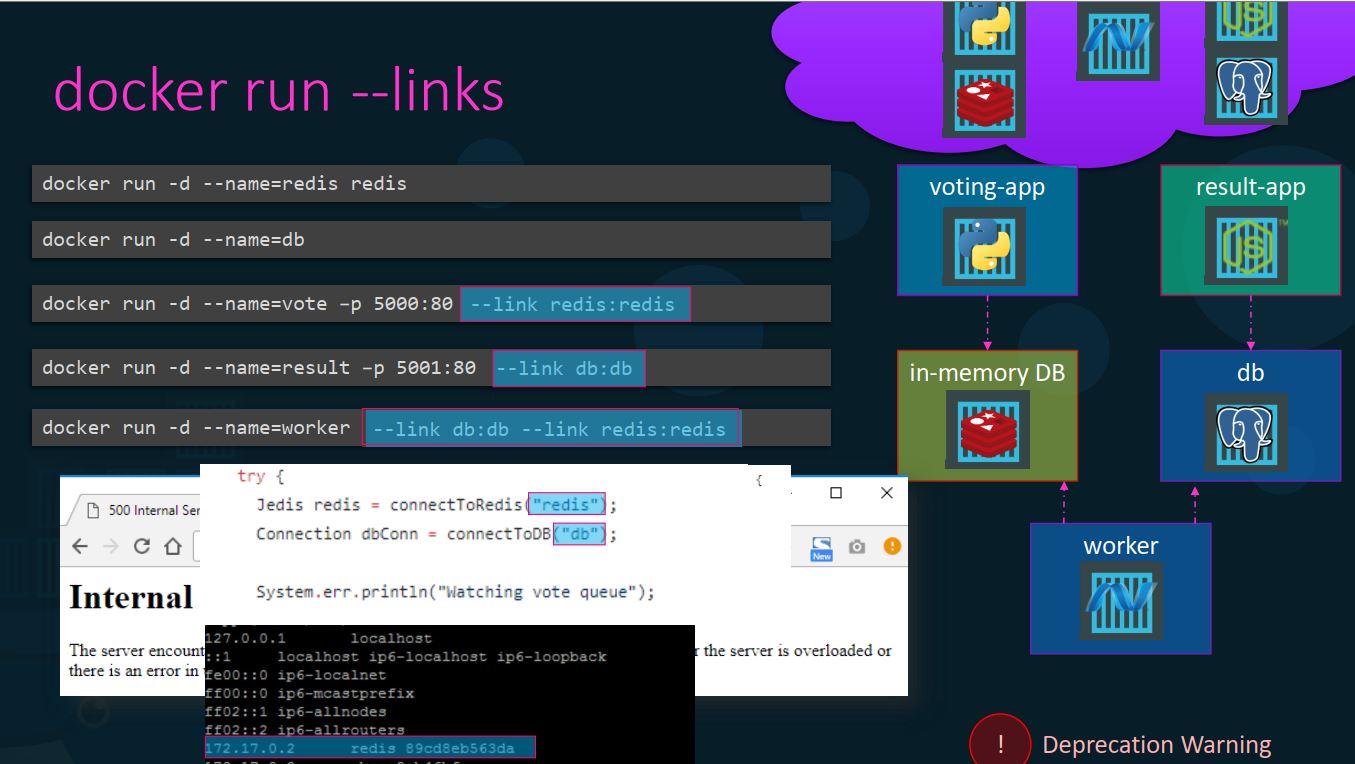 docker run --links
docker run -d --name=redis redis
docker run -d --name=db
docker run -d --name=vote –p 5000:80 --link redis:redis
docker run -d --name=result –p 5001:80 --link db:db
docker run -d --name=worker --link db:db --link redis:redis
voting-app
result-app
in-memory DB
db
worker
try {
{
Jedis redis = connectToRedis("redis");
Connection dbConn = connectToDB("db");
System.err.println("Watching vote queue");
500 Internal Ser
New
Internal
The server encount
r the server is overloaded or
there is an error in
127.0.0.1 localhost
::1 localhost ip6-localhost ip6-loopback
fe00::0 ip6-localnet
ff00::0 ip6-mcastprefix
ff02::1 ip6-allnodes
ff02::2 ip6-allrouters
172.17.0.2 redis 89cd8eb563da
! Deprecation Warning